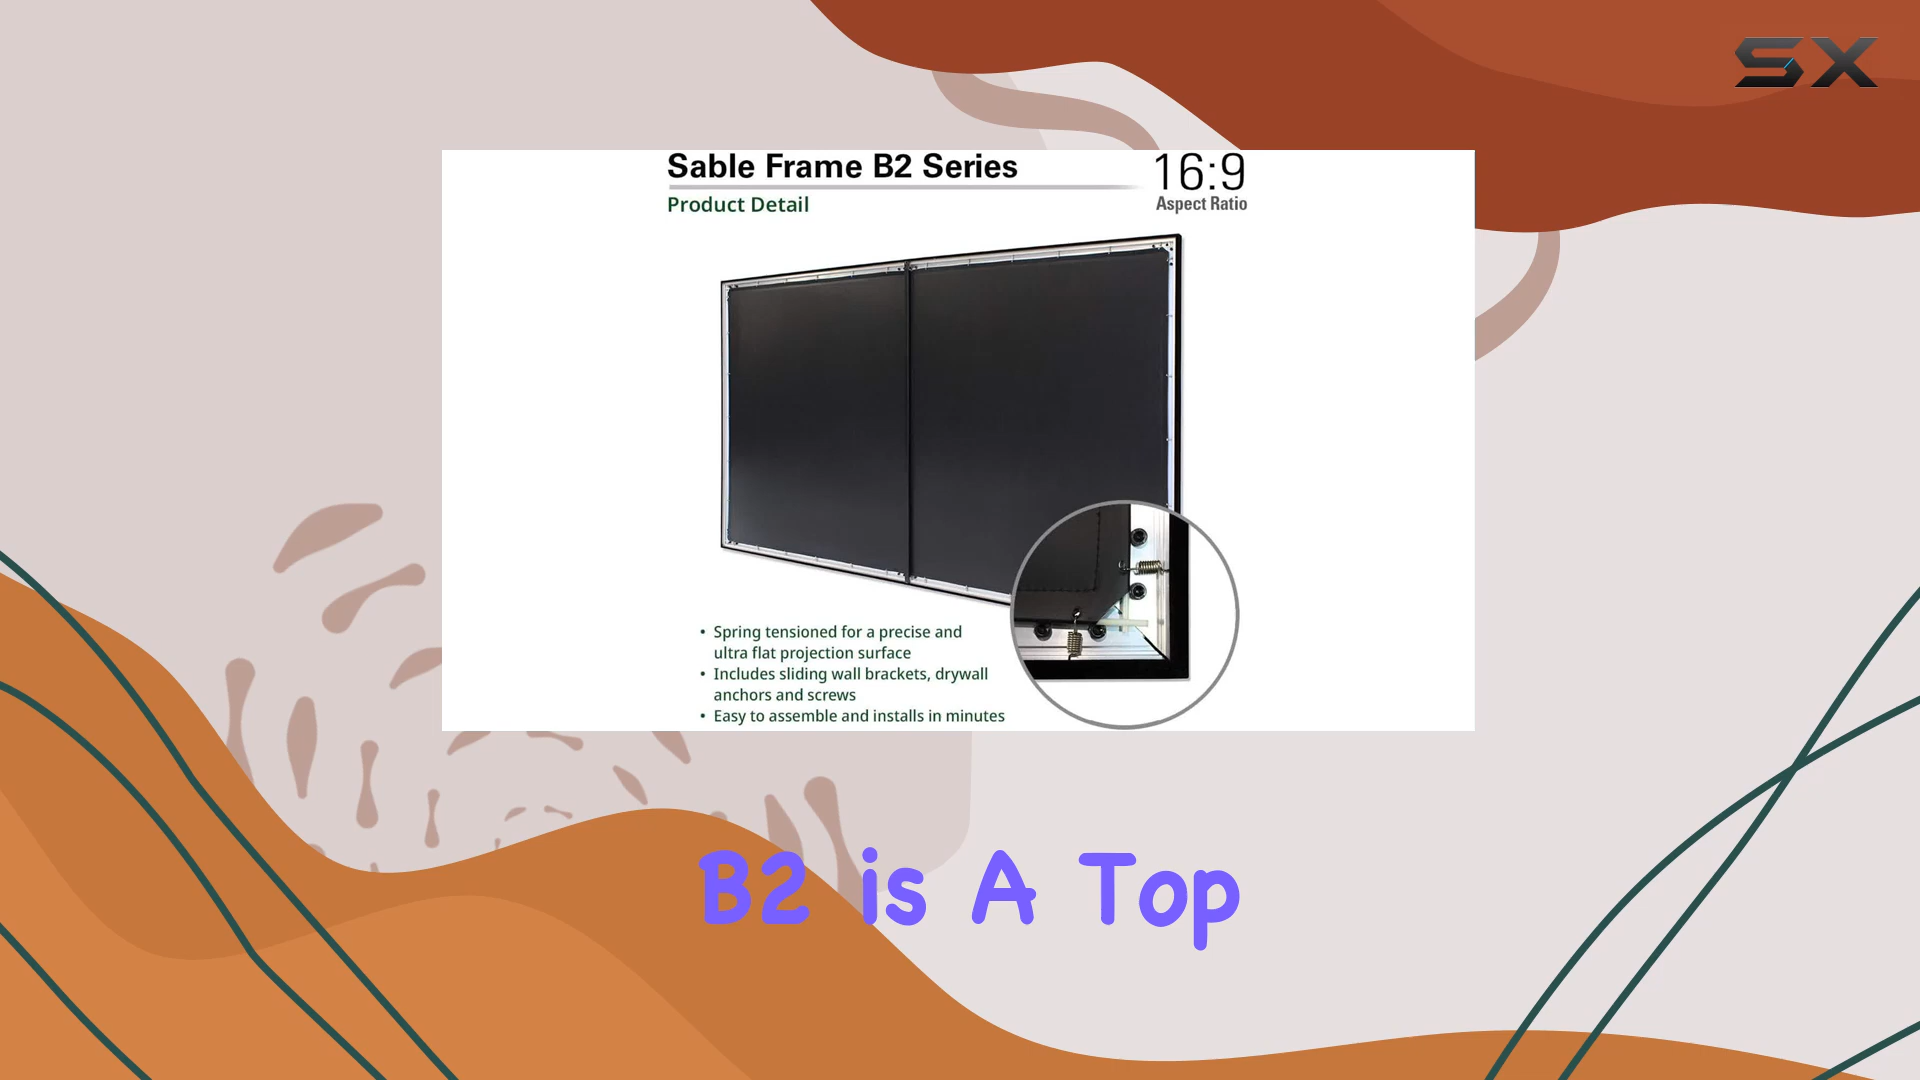 SX
Sable Frame B2 Series
16:9
Product Detail
Aspect Ratio
• Spring tensioned for a precise and
ultra flat projection surface
• Includes sliding wall brackets, drywall
anchors and screws
• Easy to assemble and installs in minutes
B2 is A Top